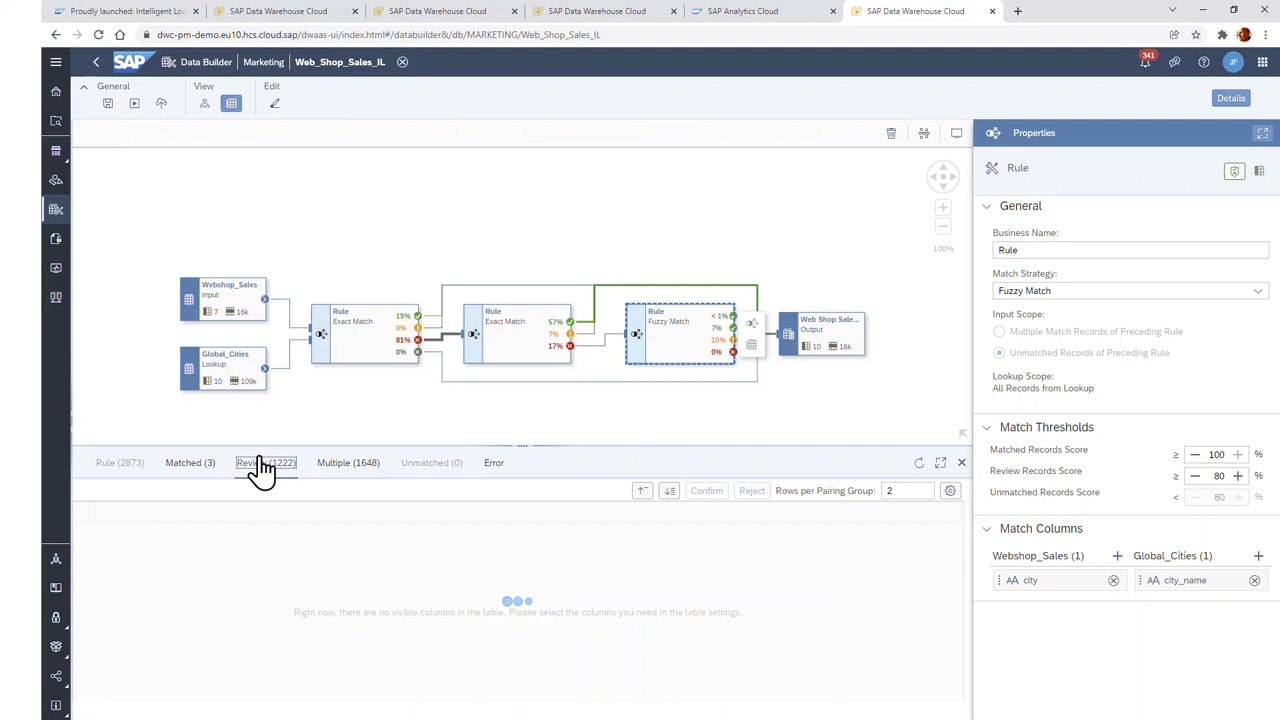 Proudly launched: Intelligent Lo
SAP Data Warehouse Cloud
SAP Data Warehouse Cloud
SAP Data Warehouse Cloud
SAP Analytics Cloud
SAP Data Warehouse Cloud
dwc-pm-demo.eu10.hcs.cloud.sap/dwaas-ui/index.html#/databuilder&/db/MARKETING/Web_Shop_Sales_IL
SAP Data Builder Marketing Web_Shop_Sales_IL
341
JF
General View Edit
Details
Properties
Rule
General
Business Name:
Rule
Match Strategy:
Fuzzy Match
Input Scope:
Multiple Match Records of Preceding Rule
Unmatched Records of Preceding Rule
Lookup Scope:
All Records from Lookup
Match Thresholds
Matched Records Score ≥ 100 %
Review Records Score ≥ 80 %
Unmatched Records Score < 80 %
Match Columns
Webshop_Sales (1) Global_Cities (1)
AA city AA city_name
100%
Webshop_Sales
Input
7 16k
Global_Cities
Lookup
10 109k
Rule
Exact Match
19%
0%
81%
0%
Rule
Exact Match
57%
7%
17%
Rule
Fuzzy Match
< 1%
7%
10%
0%
Web Shop Sale...
Output
10 16k
Rule (2873) Matched (3) (1222) Multiple (1648) Unmatched (0) Error
Confirm Reject Rows per Pairing Group: 2
Right now, there are no visible columns in the table. Please select the columns you need in the table settings.